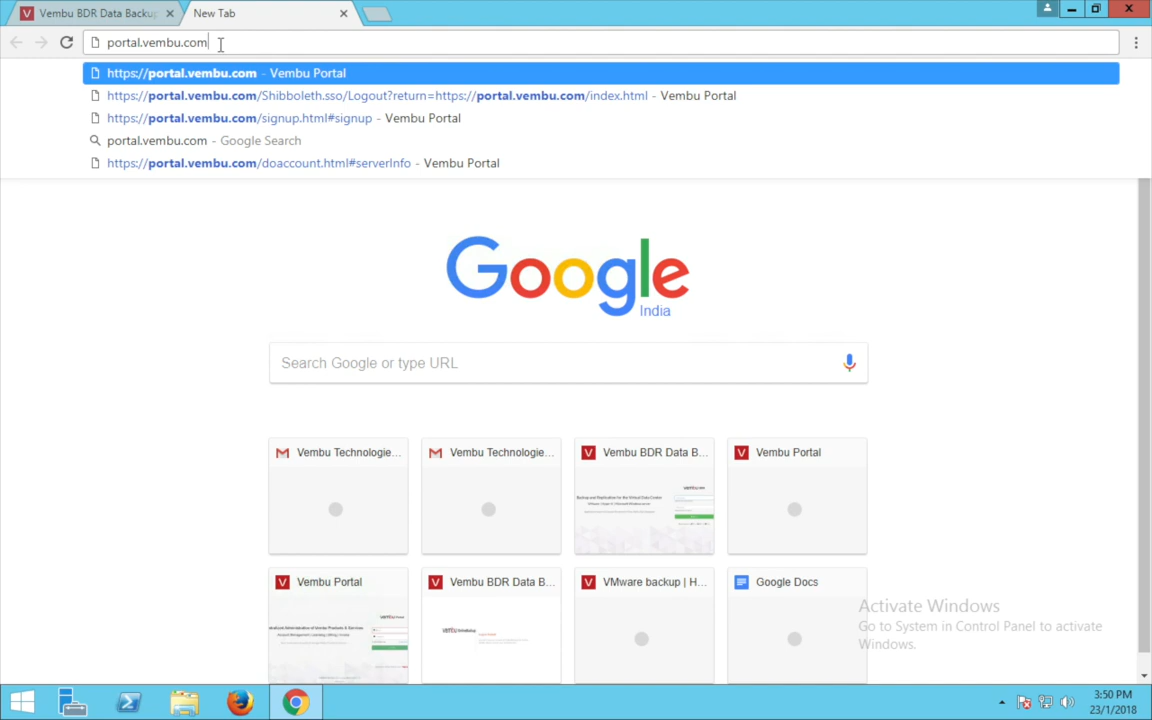 Vembu BDR Data Backup
New Tab
portal.vembu.com
https://portal.vembu.com - Vembu Portal
https://portal.vembu.com/Shibboleth.sso/Logout?return=https://portal.vembu.com/index.html - Vembu Portal
https://portal.vembu.com/signup.html#signup - Vembu Portal
portal.vembu.com - Google Search
https://portal.vembu.com/doaccount.html#serverInfo - Vembu Portal
Google
India
Search Google or type URL
Vembu Technologie... Vembu Technologie... Vembu BDR Data B... Vembu Portal
Vembu Portal Vembu BDR Data B... VMware backup | H... Google Docs
Activate Windows
Go to System in Control Panel to activate
Windows.
3:50 PM
23/1/2018